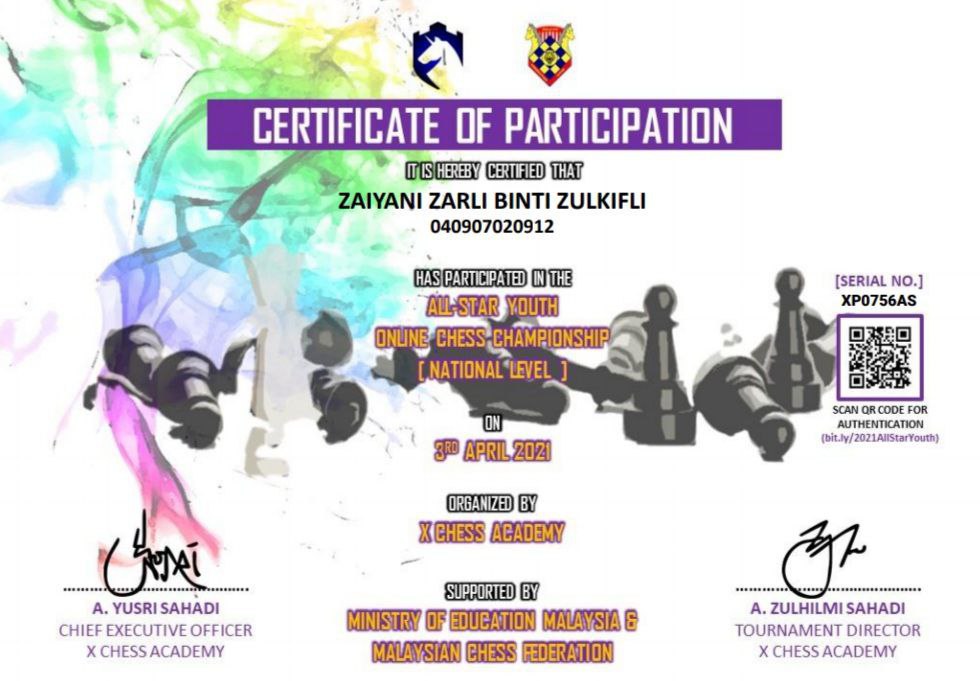 CERTIFICATE OF PARTICIPATION
IT IS HEREBY CERTIFIED THAT
ZAIYANI ZARLI BINTI ZULKIFLI
040907020912
HAS PARTICIPATED IN THE
ALL-STAR YOUTH
ONLINE CHESS CHAMPIONSHIP
[ NATIONAL LEVEL ]
ON
3RD APRIL 2021
ORGANIZED BY
X CHESS ACADEMY
SUPPORTED BY
MINISTRY OF EDUCATION MALAYSIA &
MALAYSIAN CHESS FEDERATION
[SERIAL NO.]
XP0756AS
SCAN QR CODE FOR
AUTHENTICATION
(bit.ly/2021AllStarYouth)
A. YUSRI SAHADI
CHIEF EXECUTIVE OFFICER
X CHESS ACADEMY
A. ZULHILMI SAHADI
TOURNAMENT DIRECTOR
X CHESS ACADEMY